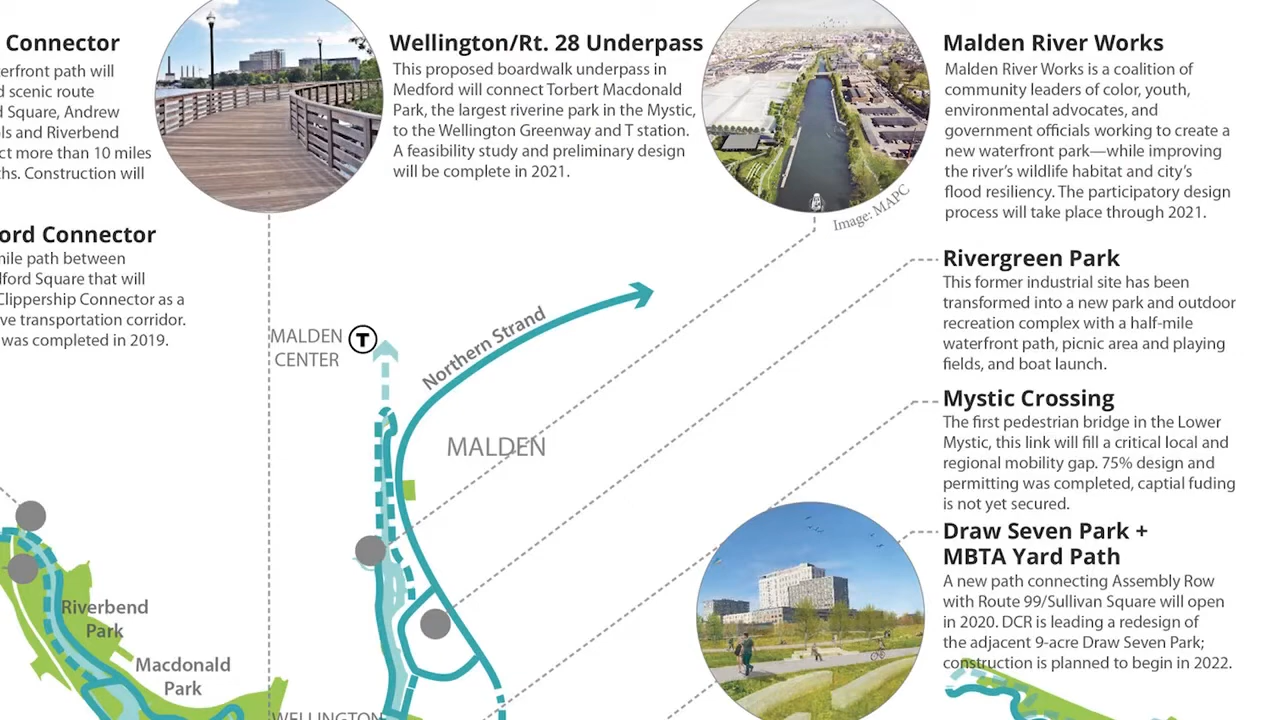 Connector
erfront path will
d scenic route
d Square, Andrew
ols and Riverbend
ct more than 10 miles
ths. Construction will
ord Connector
mile path between
dford Square that will
Clippership Connector as a
ve transportation corridor.
was completed in 2019.
Wellington/Rt. 28 Underpass
This proposed boardwalk underpass in
Medford will connect Torbert Macdonald
Park, the largest riverine park in the Mystic,
to the Wellington Greenway and T station.
A feasibility study and preliminary design
will be complete in 2021.
Image: MAPC
Malden River Works
Malden River Works is a coalition of
community leaders of color, youth,
environmental advocates, and
government officials working to create a
new waterfront park—while improving
the river's wildlife habitat and city's
flood resiliency. The participatory design
process will take place through 2021.
Rivergreen Park
This former industrial site has been
transformed into a new park and outdoor
recreation complex with a half-mile
waterfront path, picnic area and playing
fields, and boat launch.
Mystic Crossing
The first pedestrian bridge in the Lower
Mystic, this link will fill a critical local and
regional mobility gap. 75% design and
permitting was completed, captial fuding
is not yet secured.
Draw Seven Park +
MBTA Yard Path
A new path connecting Assembly Row
with Route 99/Sullivan Square will open
in 2020. DCR is leading a redesign of
the adjacent 9-acre Draw Seven Park;
construction is planned to begin in 2022.
MALDEN
CENTER
T
Northern Strand
MALDEN
Riverbend
Park
Macdonald
Park
WELLINGTON